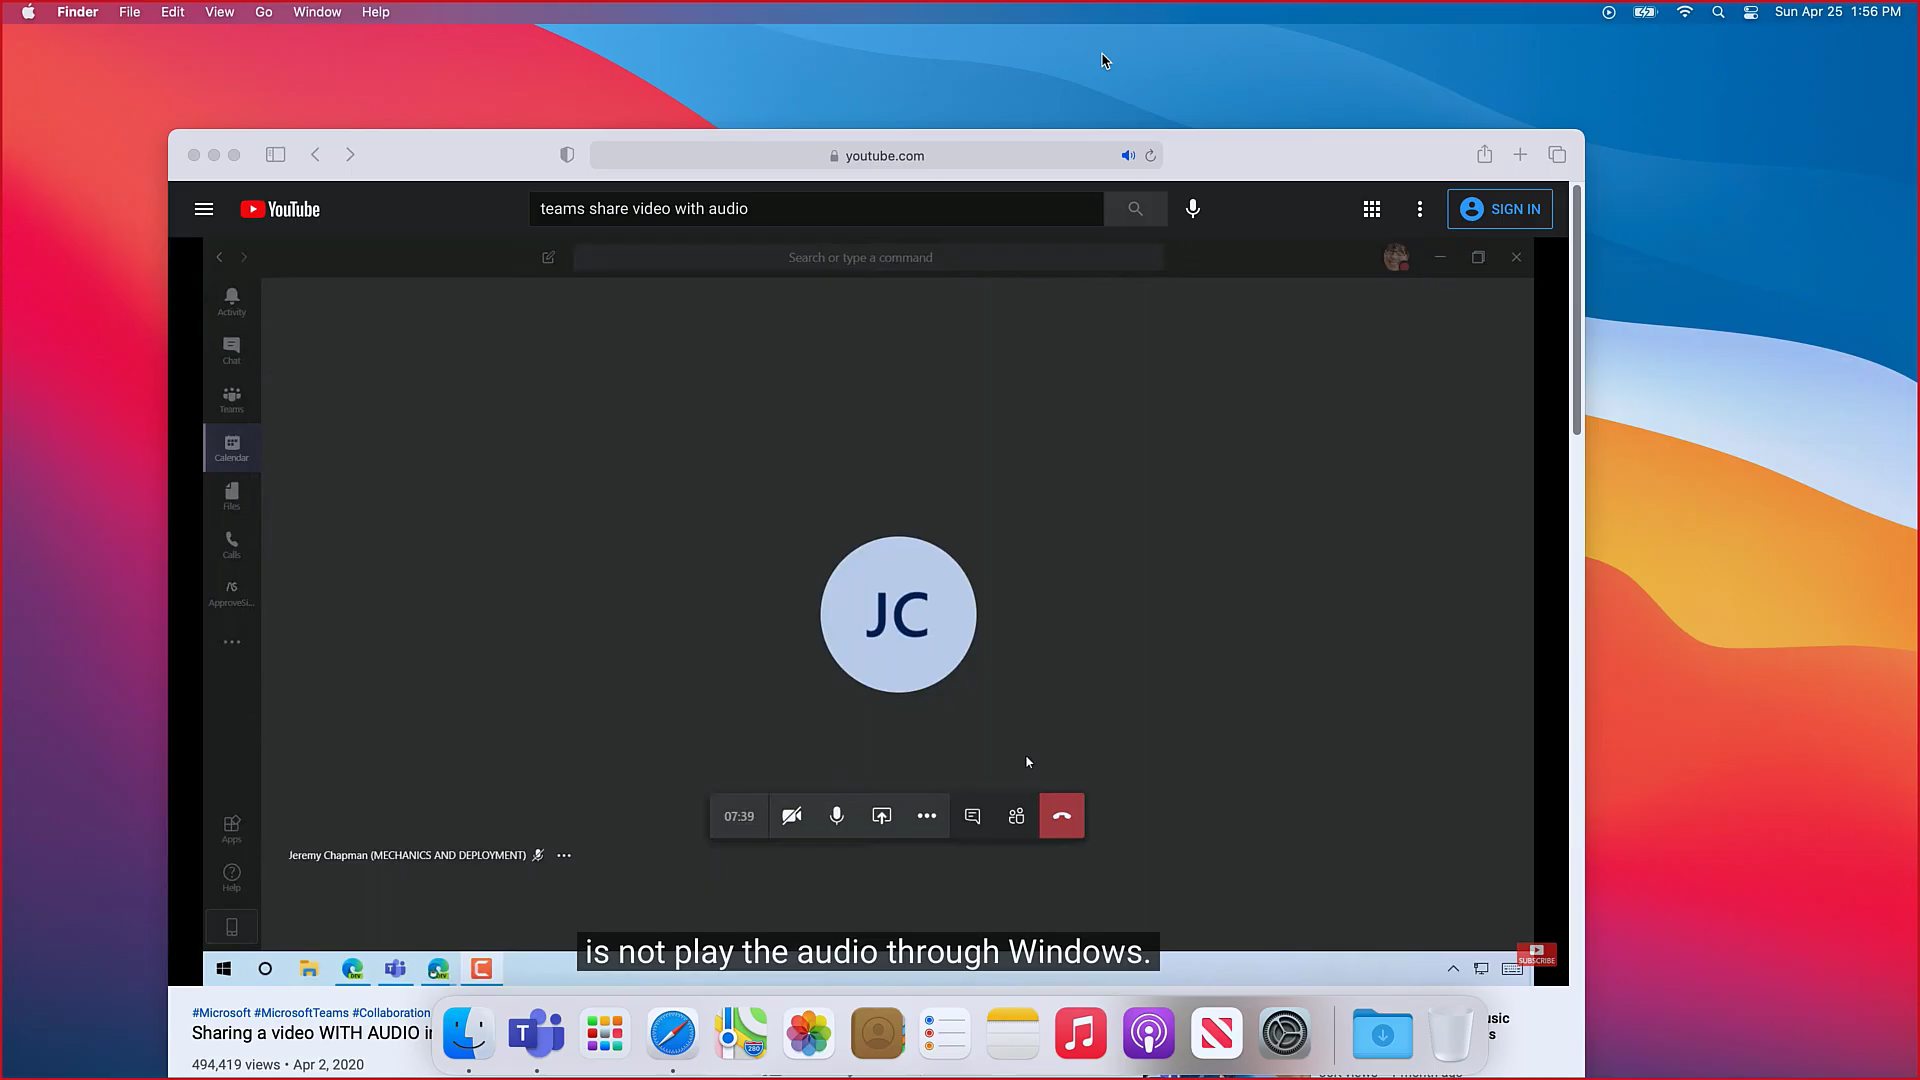 Finder File Edit View Go Window Help Sun Apr 25 1:56 PM
youtube.com
YouTube teams share video with audio SIGN IN
Search or type a command
Activity
Chat
Teams
Calendar
Files
Calls
ApproveSi...
JC
07:39
Apps
Jeremy Chapman (MECHANICS AND DEPLOYMENT)
Help
is not play the audio through Windows.
SUBSCRIBE
#Microsoft #MicrosoftTeams #Collaboration
Sharing a video WITH AUDIO i
494,419 views • Apr 2, 2020
T
280